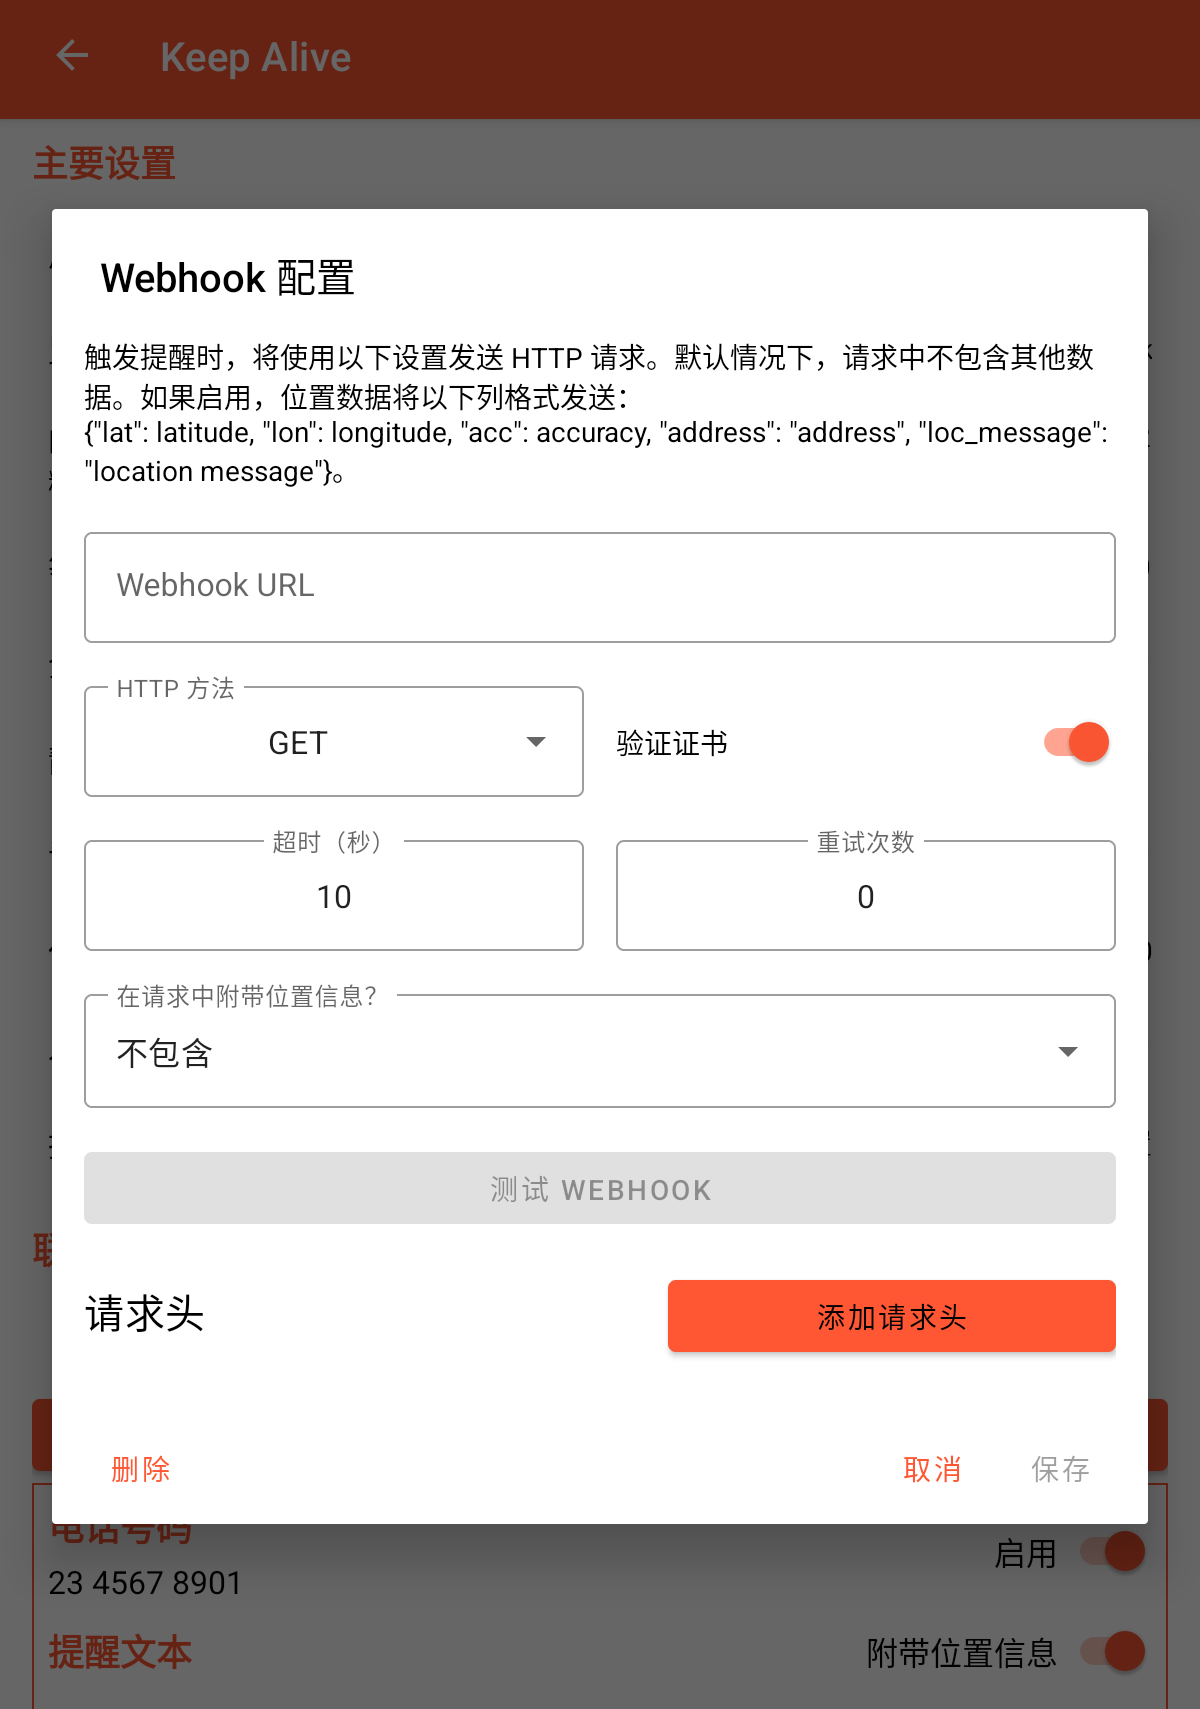 Keep Alive
主要设置
Webhook 配置
触发提醒时，将使用以下设置发送 HTTP 请求。默认情况下，请求中不包含其他数
据。如果启用，位置数据将以下列格式发送：
{"lat": latitude, "lon": longitude, "acc": accuracy, "address": "address", "loc_message":
"location message"}。
Webhook URL
HTTP 方法
GET
验证证书
超时（秒）
重试次数
10
0
在请求中附带位置信息？
不包含
测试 WEBHOOK
请求头
添加请求头
删除
取消
保存
电话号码
启用
23 4567 8901
提醒文本
附带位置信息